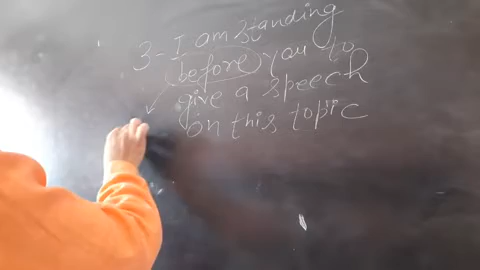 3- I am standing
before you to
give a speech
on this topic